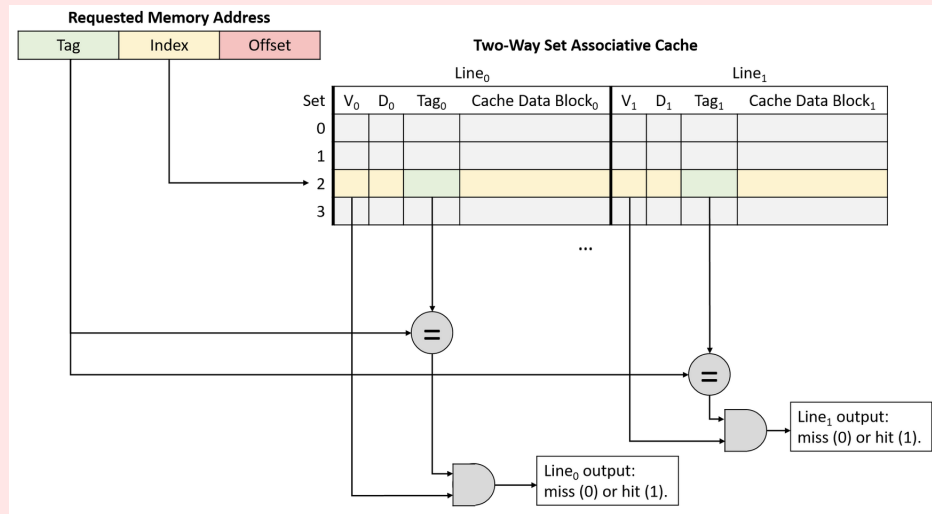 Requested Memory Address
Tag Index Offset
Two-Way Set Associative Cache
Line₀ Line₁
Set V₀ D₀ Tag₀ Cache Data Block₀ V₁ D₁ Tag₁ Cache Data Block₁
0
1
2
3
...
=
=
Line₁ output:
miss (0) or hit (1).
Line₀ output:
miss (0) or hit (1).